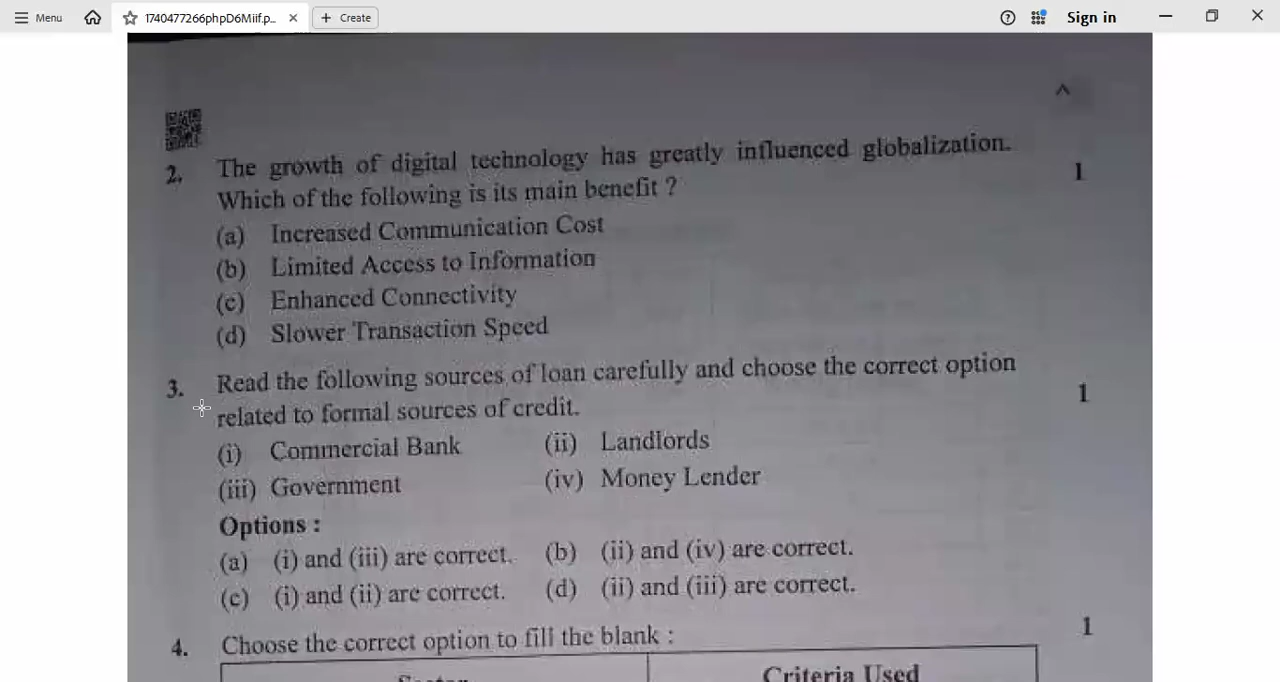 Menu
1740477266phpD6Miif.p...
Create
Sign in
2. The growth of digital technology has greatly influenced globalization. 1
Which of the following is its main benefit ?
(a) Increased Communication Cost
(b) Limited Access to Information
(c) Enhanced Connectivity
(d) Slower Transaction Speed
3. Read the following sources of loan carefully and choose the correct option 1
related to formal sources of credit.
(i) Commercial Bank (ii) Landlords
(iii) Government (iv) Money Lender
Options :
(a) (i) and (iii) are correct. (b) (ii) and (iv) are correct.
(c) (i) and (ii) are correct. (d) (ii) and (iii) are correct.
4. Choose the correct option to fill the blank : 1
Criteria Used